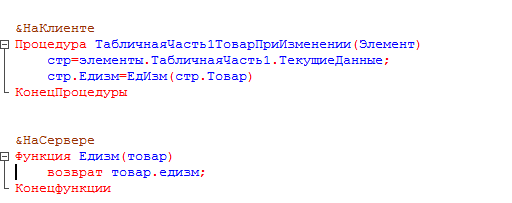 &НаКлиенте
Процедура ТабличнаяЧасть1ТоварПриИзменении(Элемент)
стр=элементы.ТабличнаяЧасть1.ТекущиеДанные;
стр.Едизм=ЕдИзм(стр.Товар)
КонецПроцедуры
&НаСервере
Функция Едизм(товар)
возврат товар.едизм;
Конецфункции